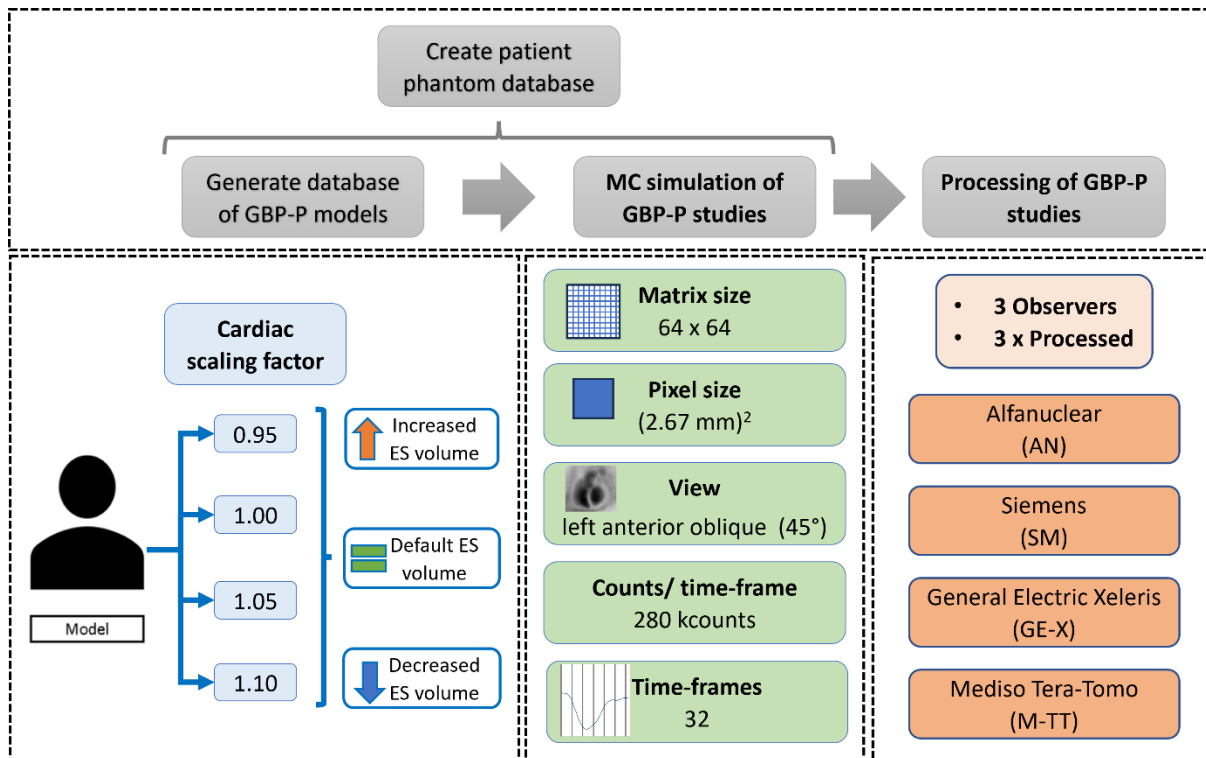 Create patient
phantom database
Generate database
of GBP-P models
MC simulation of
GBP-P studies
Processing of GBP-P
studies
Cardiac
scaling factor
0.95
1.00
1.05
1.10
Model
Increased
ES volume
Default ES
volume
Decreased
ES volume
Matrix size
64 x 64
Pixel size
(2.67 mm)²
View
left anterior oblique (45°)
Counts/ time-frame
280 kcounts
Time-frames
32
• 3 Observers
• 3 x Processed
Alfanuclear
(AN)
Siemens
(SM)
General Electric Xeleris
(GE-X)
Mediso Tera-Tomo
(M-TT)